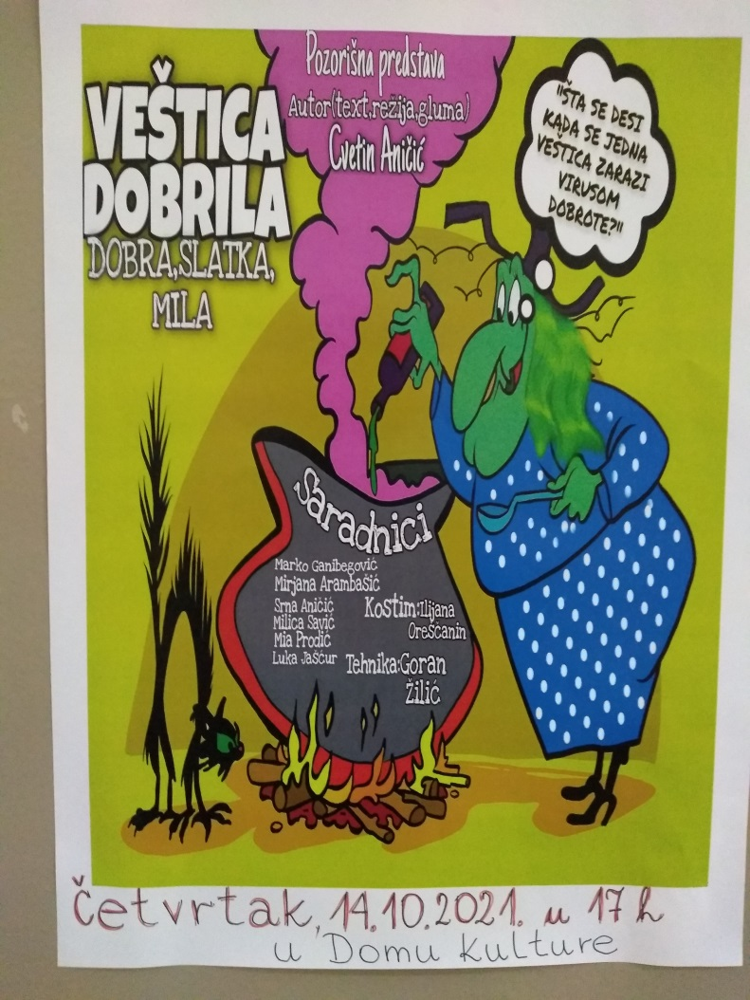 Pozorišna predstava
Autor(text,režija,gluma)
Cvetin Aničić
VEŠTICA
DOBRILA
DOBRA,SLATKA,
MILA
"ŠTA SE DESI
KADA SE JEDNA
VEŠTICA ZARAZI
VIRUSOM
DOBROTE?"
Saradnici
Marko Ganibegović
Mirjana Arambašić
Srna Aničić
Milica Savić
Mia Prodić
Luka Jašćur
Kostim:Ilijana
Oreščanin
Tehnika:Goran
Žilić
Četvrtak, 14.10.2021. u 17 h
u Domu kulture